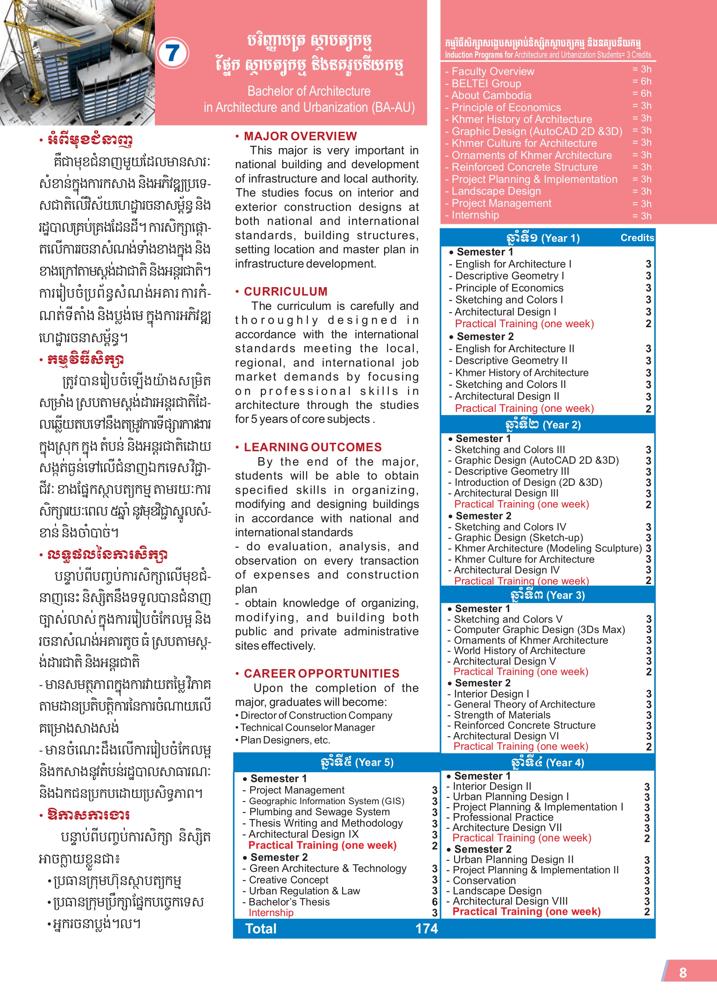 7
បរិញ្ញាបត្រ ស្ថាបត្យកម្ម
ផ្នែក ស្ថាបត្យកម្ម និងនគរូបនីយកម្ម
Bachelor of Architecture
in Architecture and Urbanization (BA-AU)
• អំពីមុខជំនាញ
គឺជាមុខជំនាញមួយដែលមានសារៈ
សំខាន់ក្នុងការកសាង និងអភិវឌ្ឍប្រទេ-
សជាតិលើវិស័យហេដ្ឋារចនាសម្ព័ន្ធ និង
រដ្ឋបាលគ្រប់គ្រងដែនដី។ ការសិក្សាផ្តោ-
តលើការរចនាសំណង់ទាំងខាងក្នុង និង
ខាងក្រៅតាមស្តង់ដាជាតិ និងអន្តរជាតិ។
ការរៀបចំប្រព័ន្ធសំណង់អគារ ការកំ-
ណត់ទីតាំង និងប្លង់មេ ក្នុងការអភិវឌ្ឍ
ហេដ្ឋារចនាសម្ព័ន្ធ។
• កម្មវិធីសិក្សា
ត្រូវបានរៀបចំឡើងយ៉ាងសម្រិត
សម្រាំង ស្របតាមស្តង់ដារអន្តរជាតិដែ-
លឆ្លើយតបទៅនឹងតម្រូវការទីផ្សារការងារ
ក្នុងស្រុក ក្នុង តំបន់ និងអន្តរជាតិដោយ
សង្កត់ធ្ងន់ទៅលើជំនាញឯកទេសវិជ្ជា-
ជីវៈ ខាងផ្នែកស្ថាបត្យកម្ម តាមរយៈការ
សិក្សារយៈពេល ៥ឆ្នាំ នូវមុខវិជ្ជាស្នូលសំ-
ខាន់ និងចាំបាច់។
• លទ្ធផលនៃការសិក្សា
បន្ទាប់ពីបញ្ចប់ការសិក្សាលើមុខជំ-
នាញនេះ និស្សិតនឹងទទួលបានជំនាញ
ច្បាស់លាស់ ក្នុងការរៀបចំកែលម្អ និង
រចនាសំណង់អគារតូច ធំ ស្របតាមស្ត-
ង់ដារជាតិ និងអន្តរជាតិ
- មានសមត្ថភាពក្នុងការវាយតម្លៃវិភាគ
តាមដានប្រតិបត្តិការនៃការចំណាយលើ
គម្រោងសាងសង់
- មានចំណេះដឹងលើការរៀបចំកែលម្អ
និងកសាងនូវតំបន់រដ្ឋបាលសាធារណៈ
និងឯកជនប្រកបដោយប្រសិទ្ធភាព។
• ឱកាសការងារ
បន្ទាប់ពីបញ្ចប់ការសិក្សា និស្សិត
អាចក្លាយខ្លួនជា៖
• ប្រធានក្រុមហ៊ុនស្ថាបត្យកម្ម
• ប្រធានក្រុមប្រឹក្សាផ្នែកបច្ចេកទេស
• អ្នករចនាប្លង់។ល។
• MAJOR OVERVIEW
This major is very important in
national building and development
of infrastructure and local authority.
The studies focus on interior and
exterior construction designs at
both national and international
standards, building structures,
setting location and master plan in
infrastructure development.
• CURRICULUM
The curriculum is carefully and
thoroughly designed in
accordance with the international
standards meeting the local,
regional, and international job
market demands by focusing
on professional skills in
architecture through the studies
for 5 years of core subjects .
• LEARNING OUTCOMES
By the end of the major,
students will be able to obtain
specified skills in organizing,
modifying and designing buildings
in accordance with national and
international standards
- do evaluation, analysis, and
observation on every transaction
of expenses and construction
plan
- obtain knowledge of organizing,
modifying, and building both
public and private administrative
sites effectively.
• CAREER OPPORTUNITIES
Upon the completion of the
major, graduates will become:
• Director of Construction Company
• Technical Counselor Manager
• Plan Designers, etc.
កម្មវិធីសិក្សាសង្ខេបសម្រាប់និស្សិតស្ថាបត្យកម្ម និងនគរូបនីយកម្ម
Induction Programs for Architecture and Urbanization Students= 3 Credits
- Faculty Overview = 3h
- BELTEI Group = 6h
- About Cambodia = 6h
- Principle of Economics = 3h
- Khmer History of Architecture = 3h
- Graphic Design (AutoCAD 2D &3D) = 3h
- Khmer Culture for Architecture = 3h
- Ornaments of Khmer Architecture = 3h
- Reinforced Concrete Structure = 3h
- Project Planning & Implementation = 3h
- Landscape Design = 3h
- Project Management = 3h
- Internship = 3h
ឆ្នាំទី១ (Year 1) Credits
• Semester 1
- English for Architecture I 3
- Descriptive Geometry I 3
- Principle of Economics 3
- Sketching and Colors I 3
- Architectural Design I 3
Practical Training (one week) 2
• Semester 2
- English for Architecture II 3
- Descriptive Geometry II 3
- Khmer History of Architecture 3
- Sketching and Colors II 3
- Architectural Design II 3
Practical Training (one week) 2
ឆ្នាំទី២ (Year 2)
• Semester 1
- Sketching and Colors III 3
- Graphic Design (AutoCAD 2D &3D) 3
- Descriptive Geometry III 3
- Introduction of Design (2D &3D) 3
- Architectural Design III 3
Practical Training (one week) 2
• Semester 2
- Sketching and Colors IV 3
- Graphic Design (Sketch-up) 3
- Khmer Architecture (Modeling Sculpture) 3
- Khmer Culture for Architecture 3
- Architectural Design IV 3
Practical Training (one week) 2
ឆ្នាំទី៣ (Year 3)
• Semester 1
- Sketching and Colors V 3
- Computer Graphic Design (3Ds Max) 3
- Ornaments of Khmer Architecture 3
- World History of Architecture 3
- Architectural Design V 3
Practical Training (one week) 2
• Semester 2
- Interior Design I 3
- General Theory of Architecture 3
- Strength of Materials 3
- Reinforced Concrete Structure 3
- Architectural Design VI 3
Practical Training (one week) 2
ឆ្នាំទី៤ (Year 4)
• Semester 1
- Interior Design II 3
- Urban Planning Design I 3
- Project Planning & Implementation I 3
- Professional Practice 3
- Architecture Design VII 3
Practical Training (one week) 2
• Semester 2
- Urban Planning Design II 3
- Project Planning & Implementation II 3
- Conservation 3
- Landscape Design 3
- Architectural Design VIII 3
Practical Training (one week) 2
ឆ្នាំទី៥ (Year 5)
• Semester 1
- Project Management 3
- Geographic Information System (GIS) 3
- Plumbing and Sewage System 3
- Thesis Writing and Methodology 3
- Architectural Design IX 3
Practical Training (one week) 2
• Semester 2
- Green Architecture & Technology 3
- Creative Concept 3
- Urban Regulation & Law 3
- Bachelor's Thesis 6
Internship 3
Total 174
8